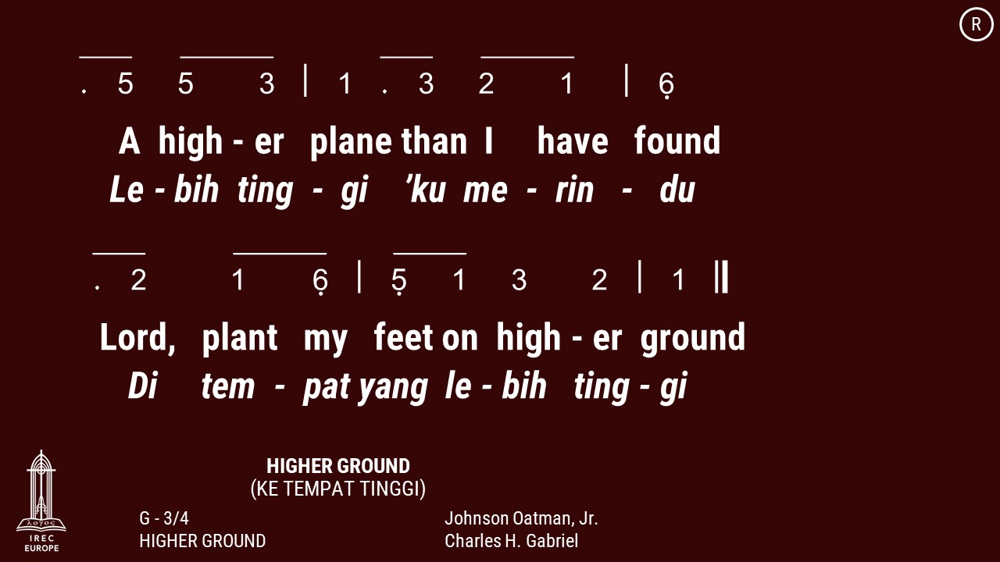 R
. 5 5 3 | 1 . 3 2 1 | 6̣
A high - er plane than I have found
Le - bih ting - gi ’ku me - rin - du
. 2 1 6̣ | 5̣ 1 3 2 | 1 ||
Lord, plant my feet on high - er ground
Di tem - pat yang le - bih ting - gi
HIGHER GROUND
(KE TEMPAT TINGGI)
G - 3/4
HIGHER GROUND
Johnson Oatman, Jr.
Charles H. Gabriel
λογος
IREC
EUROPE